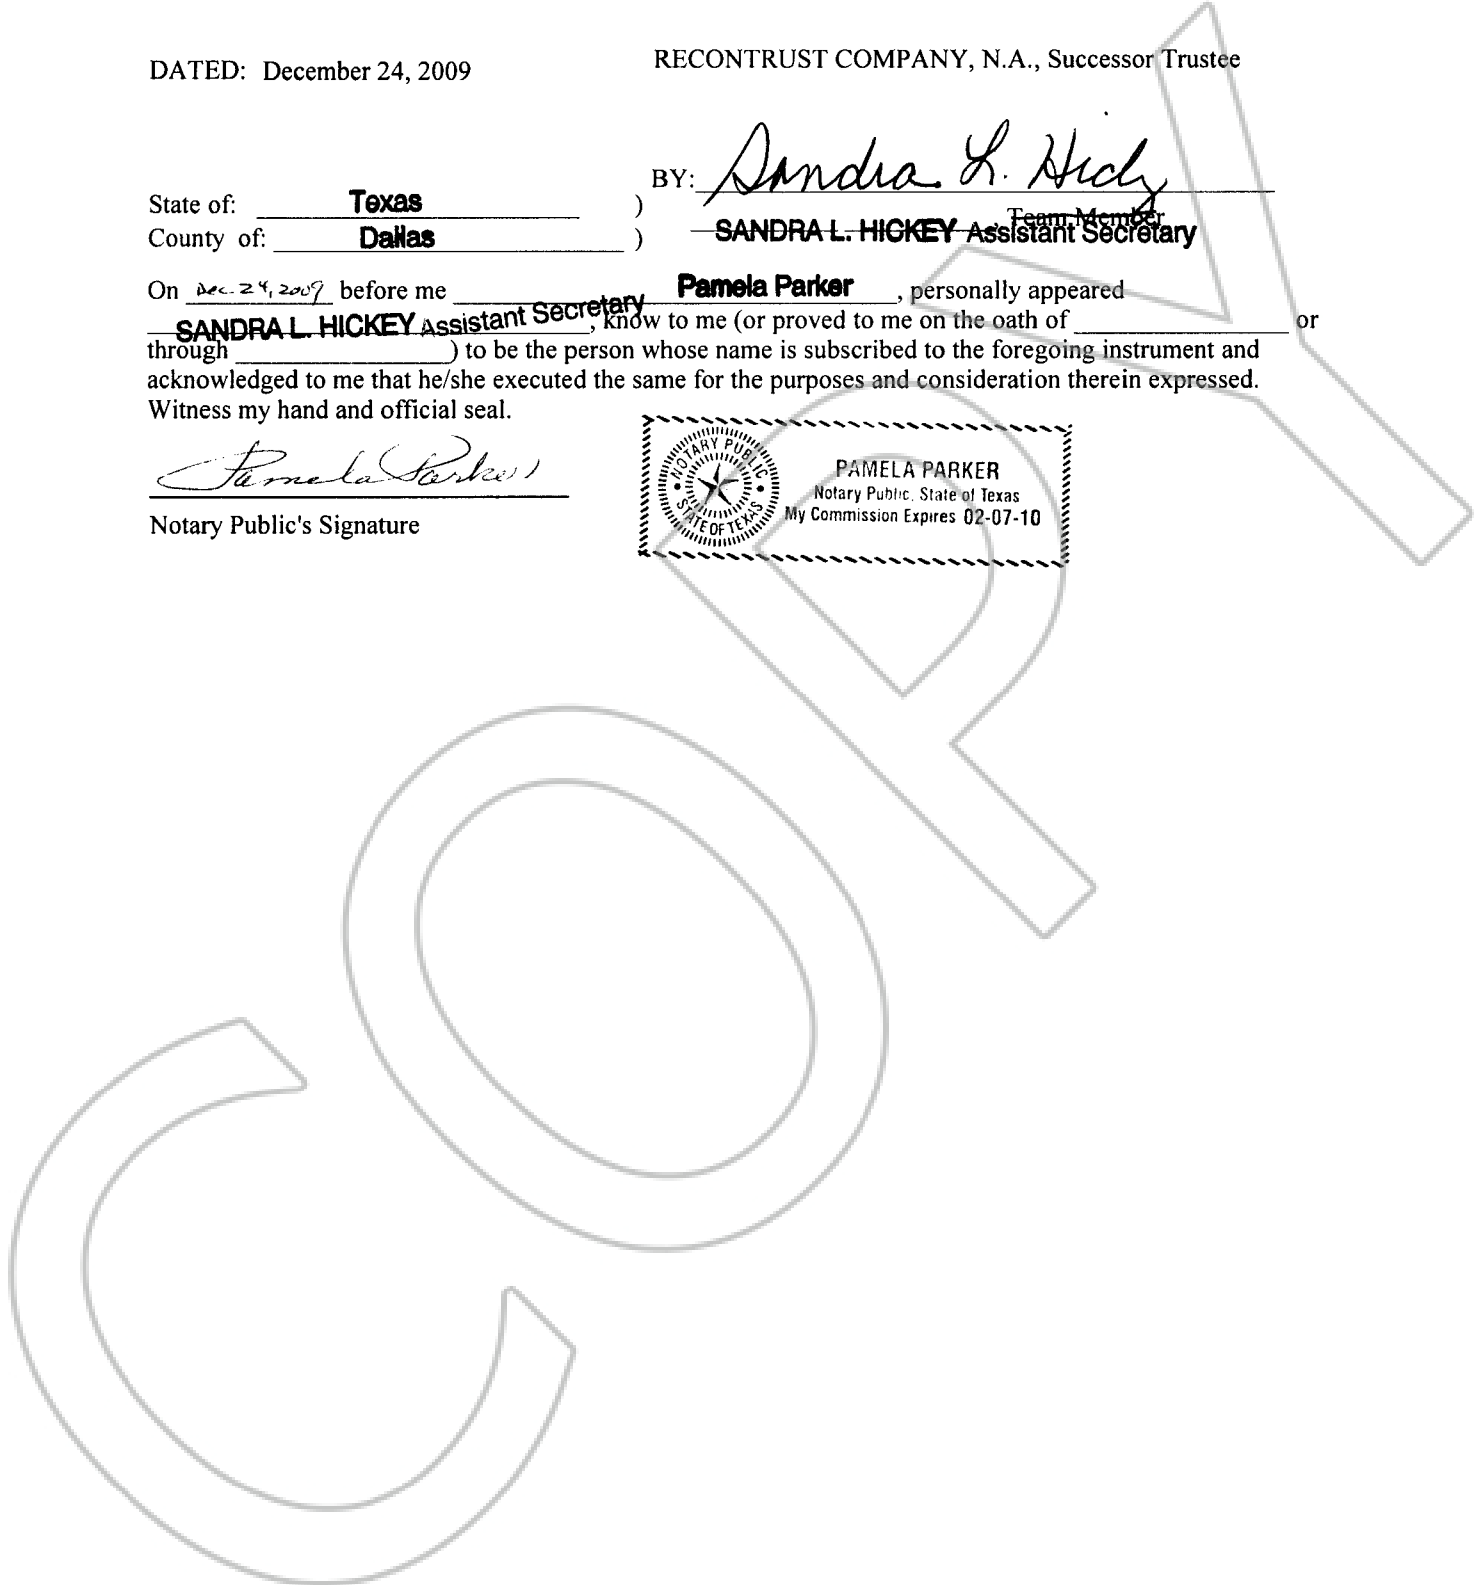 DATED: December 24, 2009
RECONTRUST COMPANY, N.A., Successor Trustee
BY: Sandra L. Hickey
State of: Texas )
, Team Member
County of: Dallas )
SANDRA L. HICKEY Assistant Secretary
On Dec. 24, 2009 before me Pamela Parker, personally appeared
SANDRA L. HICKEY Assistant Secretary, know to me (or proved to me on the oath of ____________ or
through ____________) to be the person whose name is subscribed to the foregoing instrument and
acknowledged to me that he/she executed the same for the purposes and consideration therein expressed.
Witness my hand and official seal.
Pamela Parker
Notary Public's Signature
NOTARY PUBLIC
STATE OF TEXAS
PAMELA PARKER
Notary Public, State of Texas
My Commission Expires 02-07-10
COPY